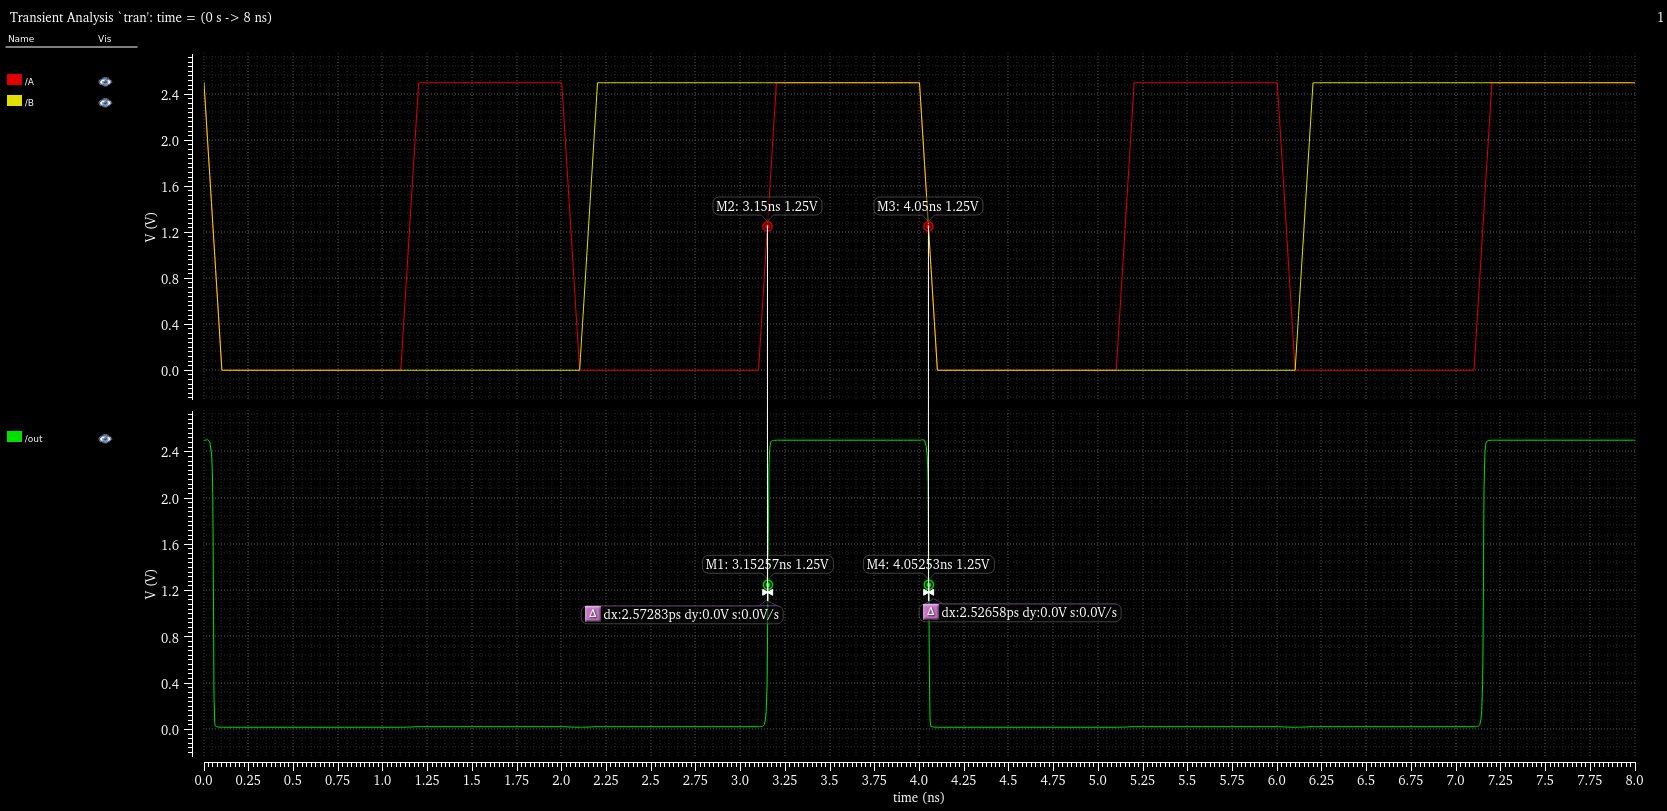 Transient Analysis `tran': time = (0 s -> 8 ns)
1
Name Vis
/A
/B
2.4
2.0
1.6
1.2
0.8
0.4
0.0
V (V)
M2: 3.15ns 1.25V
M3: 4.05ns 1.25V
/out
2.4
2.0
1.6
1.2
0.8
0.4
0.0
V (V)
M1: 3.15257ns 1.25V
M4: 4.05253ns 1.25V
Δ dx:2.57283ps dy:0.0V s:0.0V/s
Δ dx:2.52658ps dy:0.0V s:0.0V/s
0.0 0.25 0.5 0.75 1.0 1.25 1.5 1.75 2.0 2.25 2.5 2.75 3.0 3.25 3.5 3.75 4.0 4.25 4.5 4.75 5.0 5.25 5.5 5.75 6.0 6.25 6.5 6.75 7.0 7.25 7.5 7.75 8.0
time (ns)